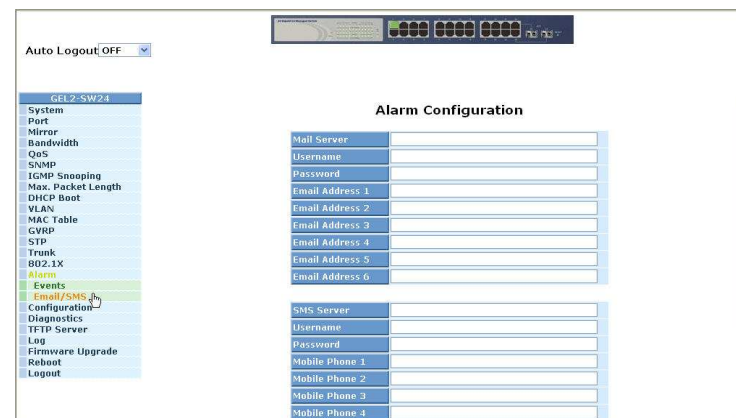 Auto Logout OFF
GEL2-SW24
System
Port
Mirror
Bandwidth
QoS
SNMP
IGMP Snooping
Max. Packet Length
DHCP Boot
VLAN
MAC Table
GVRP
STP
Trunk
802.1X
Alarm
Events
Email/SMS
Configuration
Diagnostics
TFTP Server
Log
Firmware Upgrade
Reboot
Logout
Alarm Configuration
Mail Server
Username
Password
Email Address 1
Email Address 2
Email Address 3
Email Address 4
Email Address 5
Email Address 6
SMS Server
Username
Password
Mobile Phone 1
Mobile Phone 2
Mobile Phone 3
Mobile Phone 4